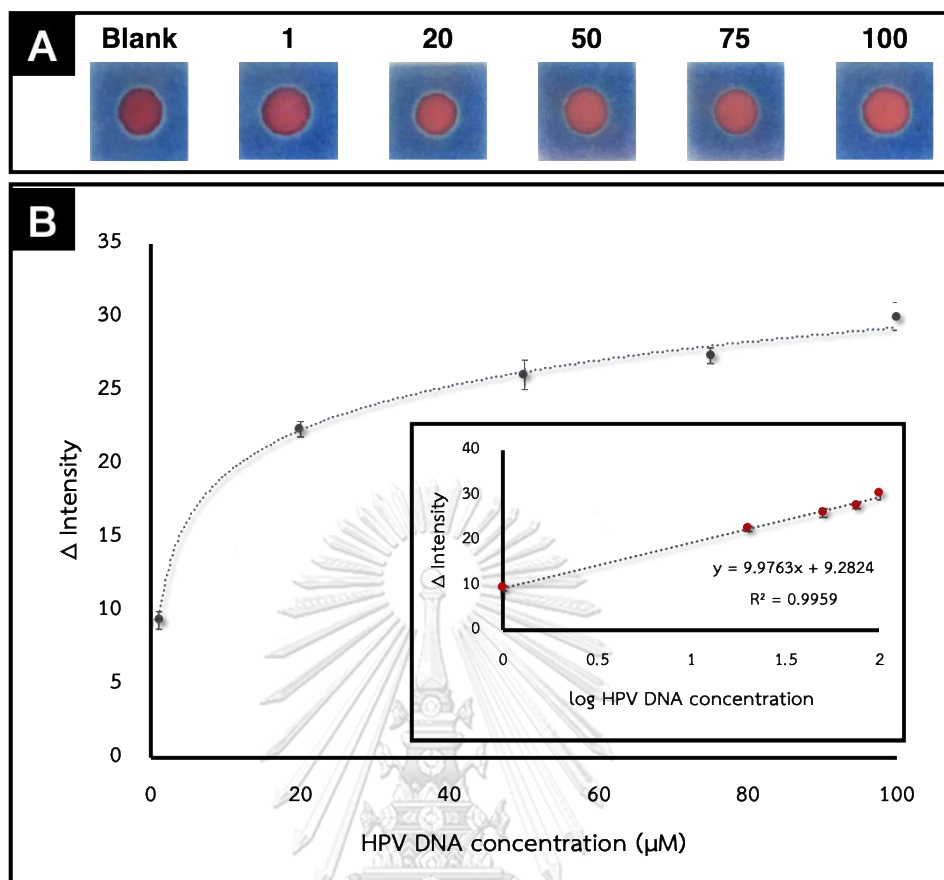 A
Blank 1 20 50 75 100
B
35
30
25
20
15
10
5
0
Δ Intensity
0 20 40 60 80 100
HPV DNA concentration (µM)
40
30
20
10
0
Δ Intensity
y = 9.9763x + 9.2824
R² = 0.9959
0 0.5 1 1.5 2
log HPV DNA concentration